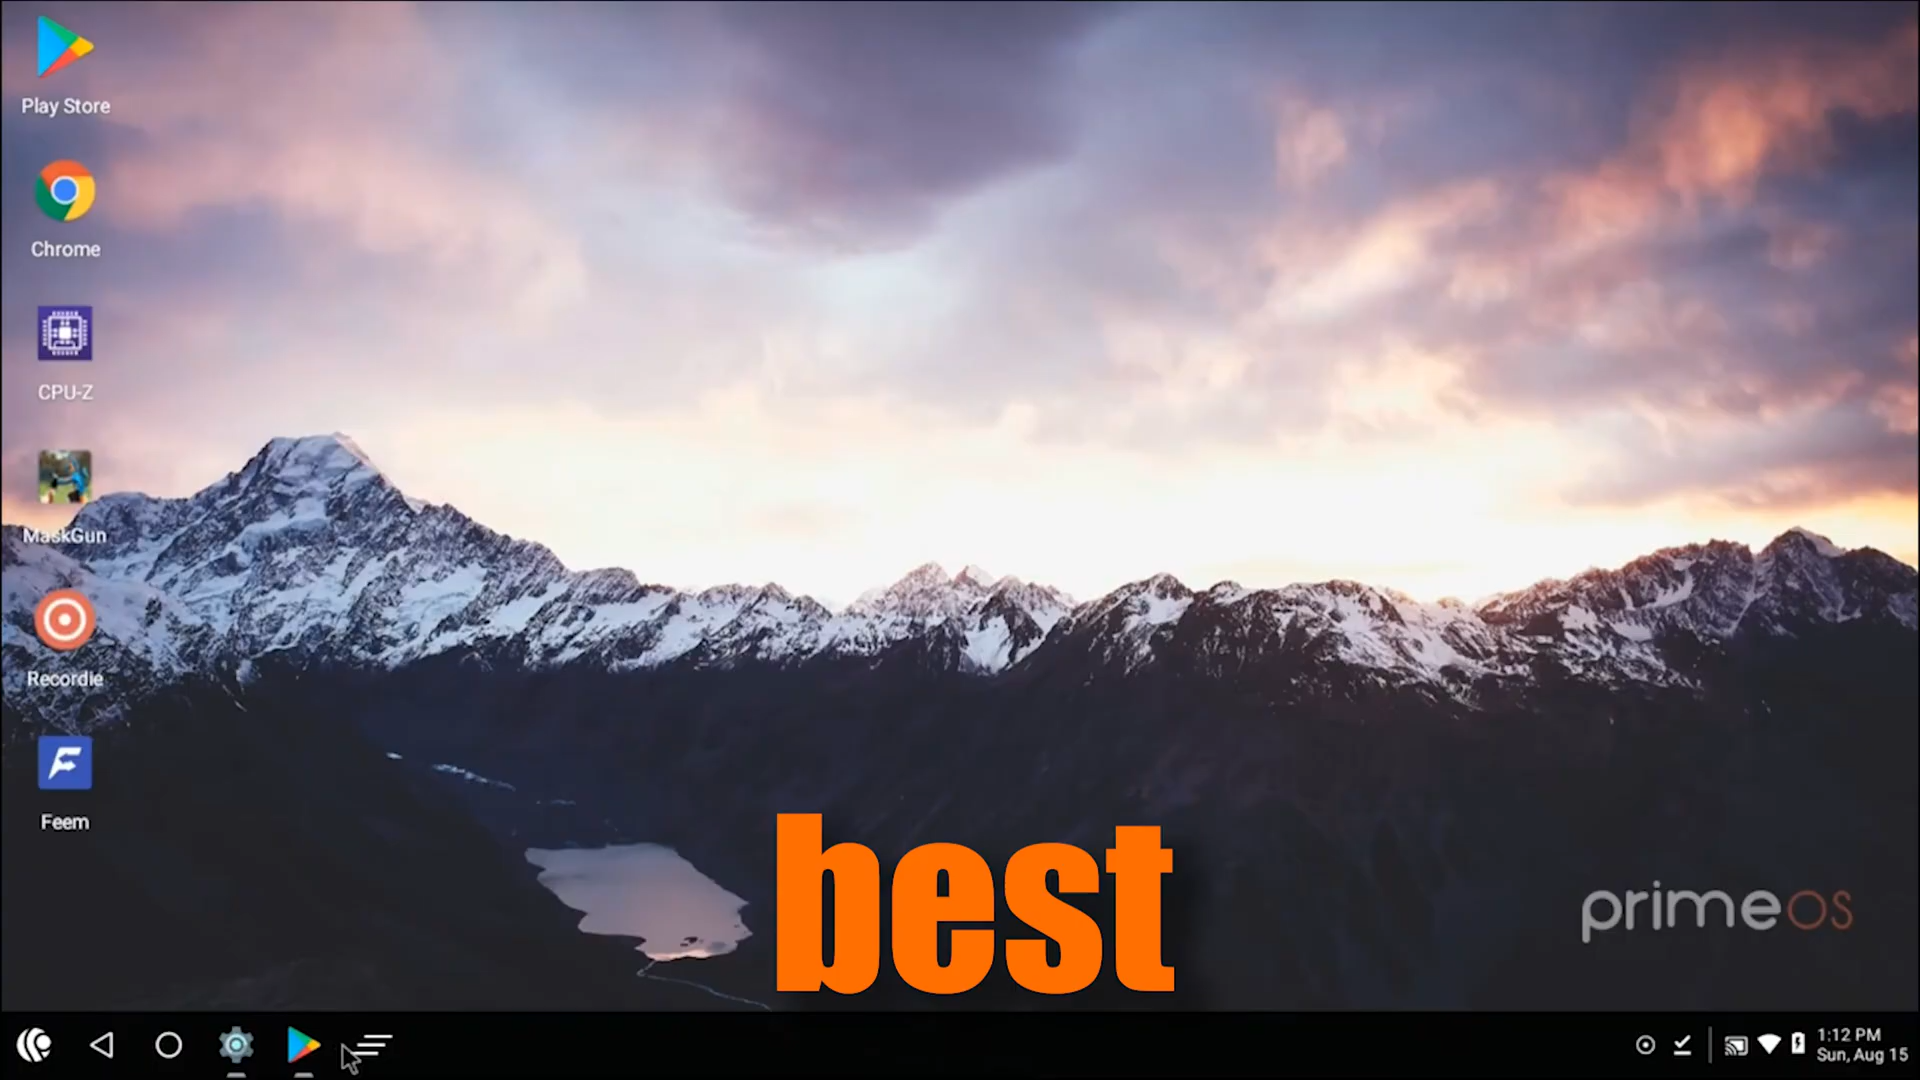 Play Store
Chrome
CPU-Z
MaskGun
Recordie
Feem
best
primeos
1:12 PM
Sun, Aug 15